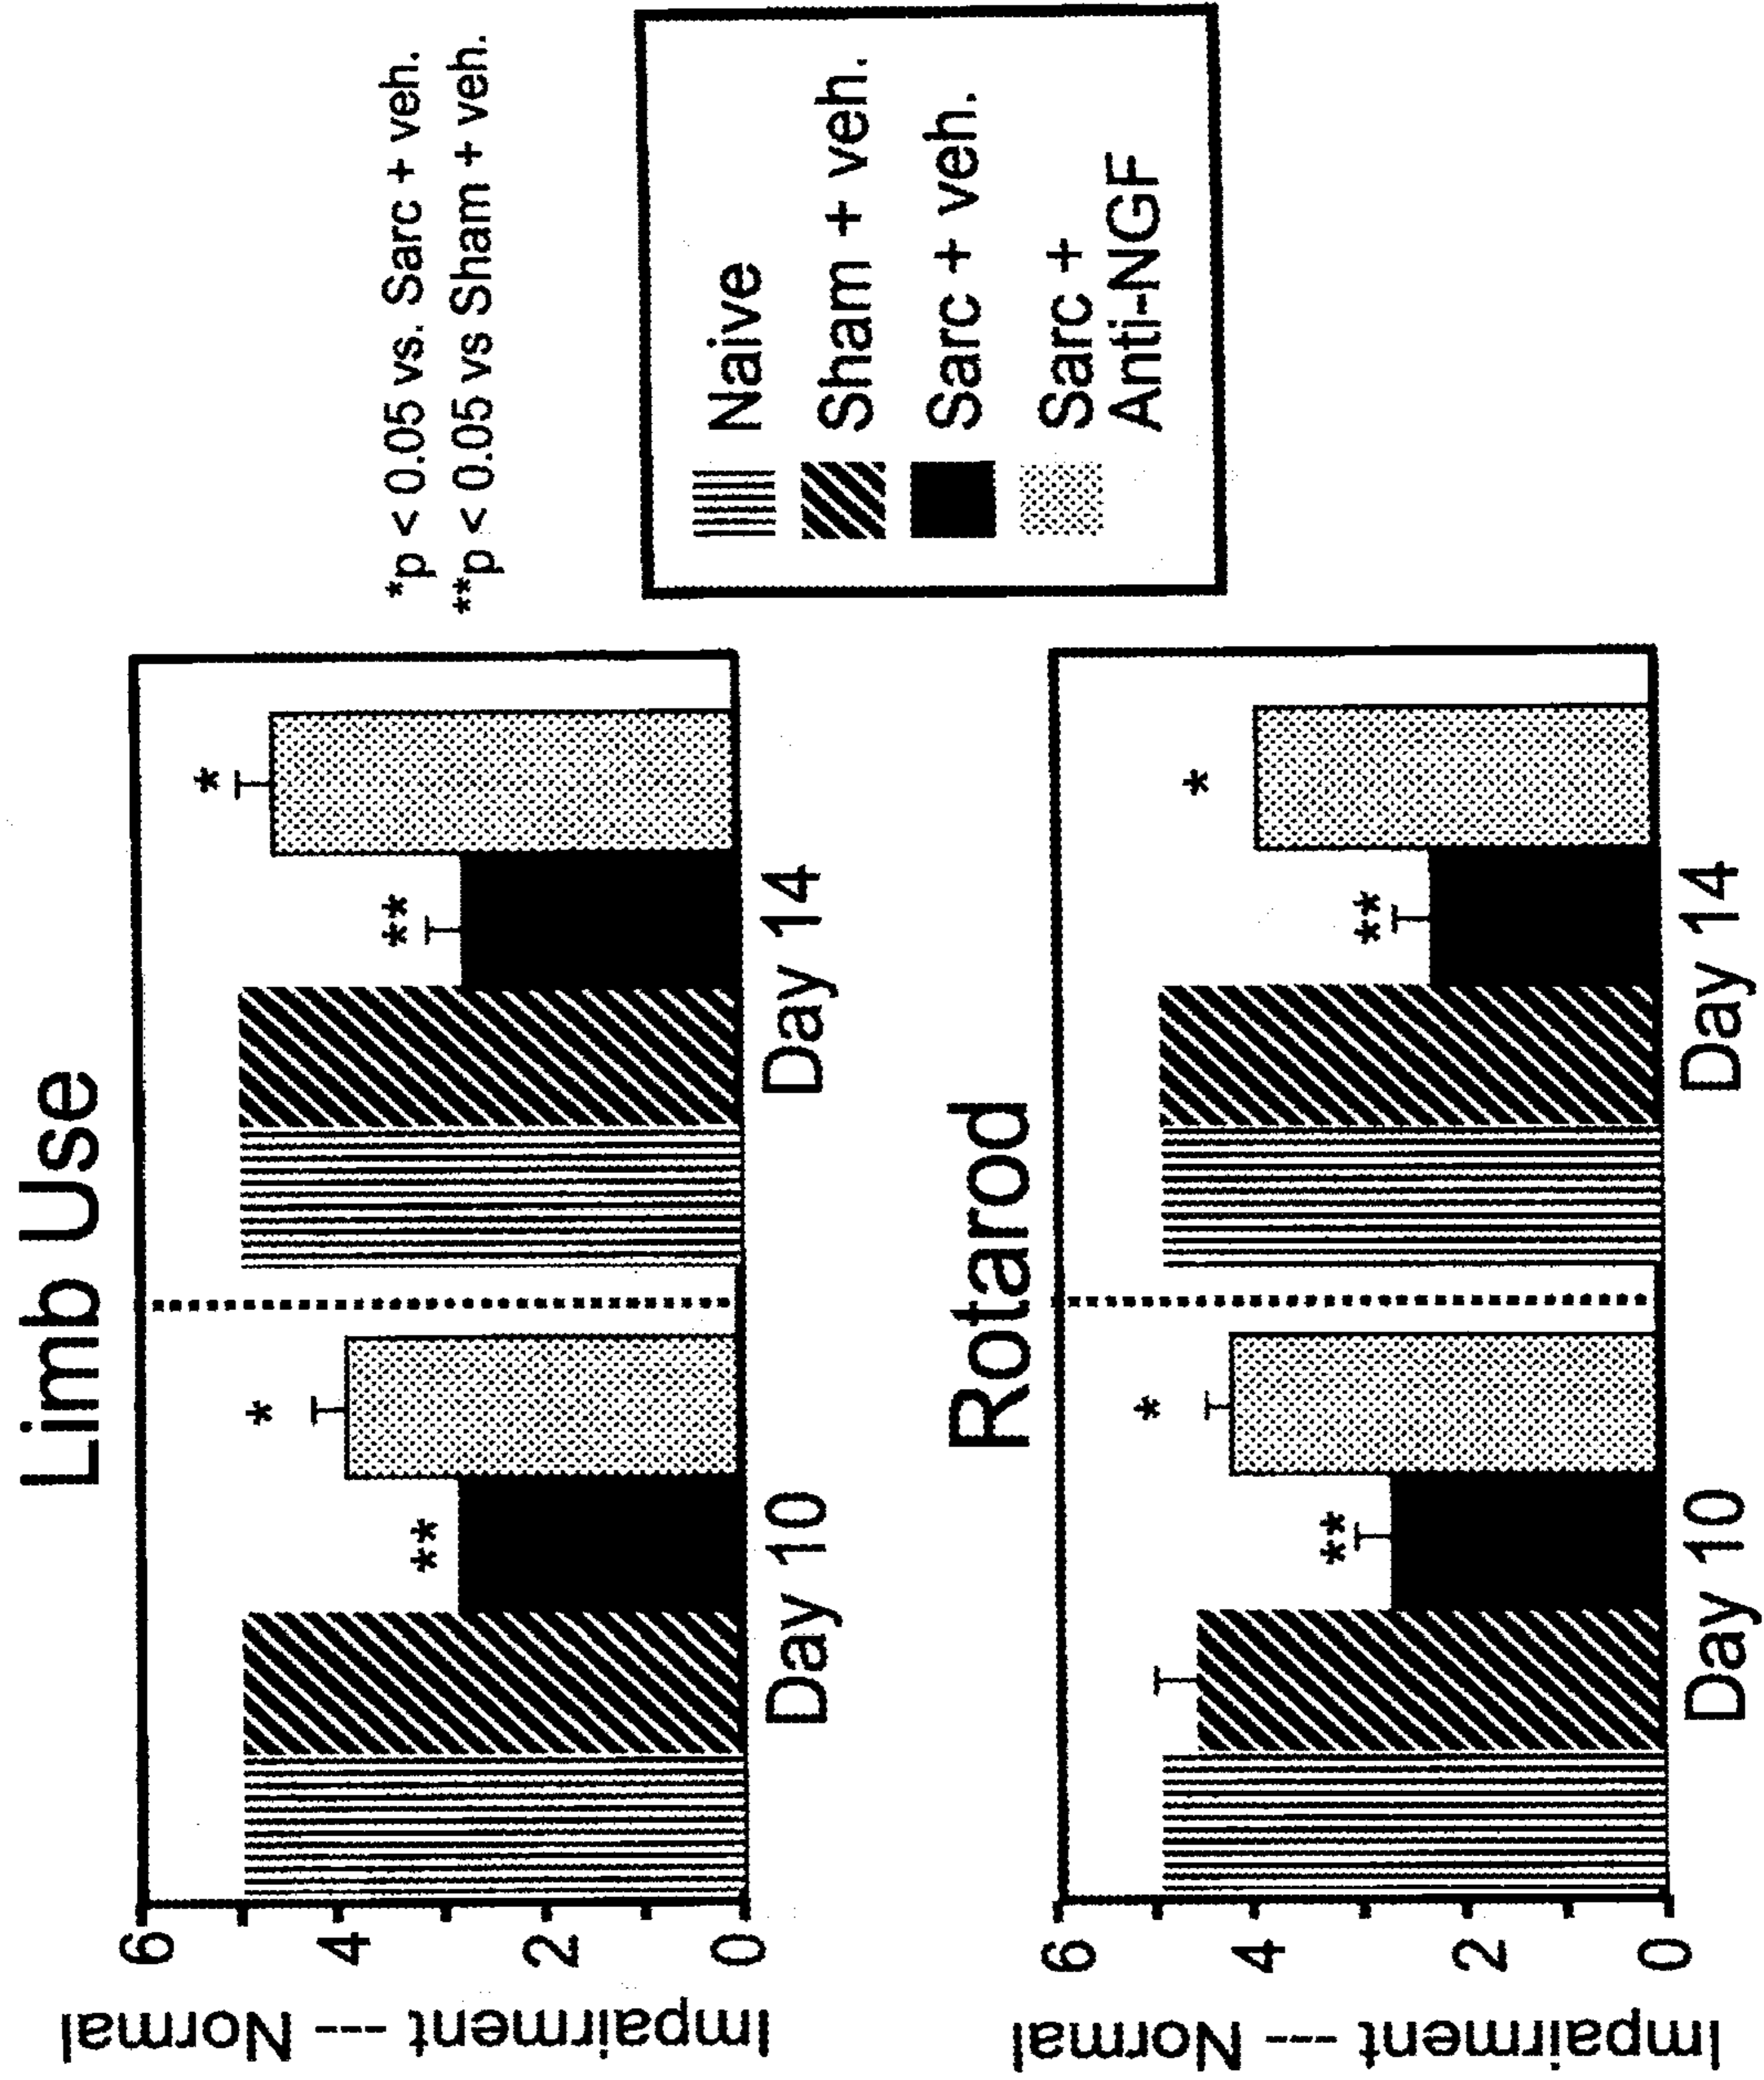 Limb Use
Impairment --- Normal
6
4
2
0
*
**
*
**
Day 10
Day 14
*p < 0.05 vs. Sarc + veh.
**p < 0.05 vs Sham + veh.
Naive
Sham + veh.
Sarc + veh.
Sarc +
Anti-NGF
Rotarod
Impairment --- Normal
6
4
2
0
**
*
**
*
Day 10
Day 14